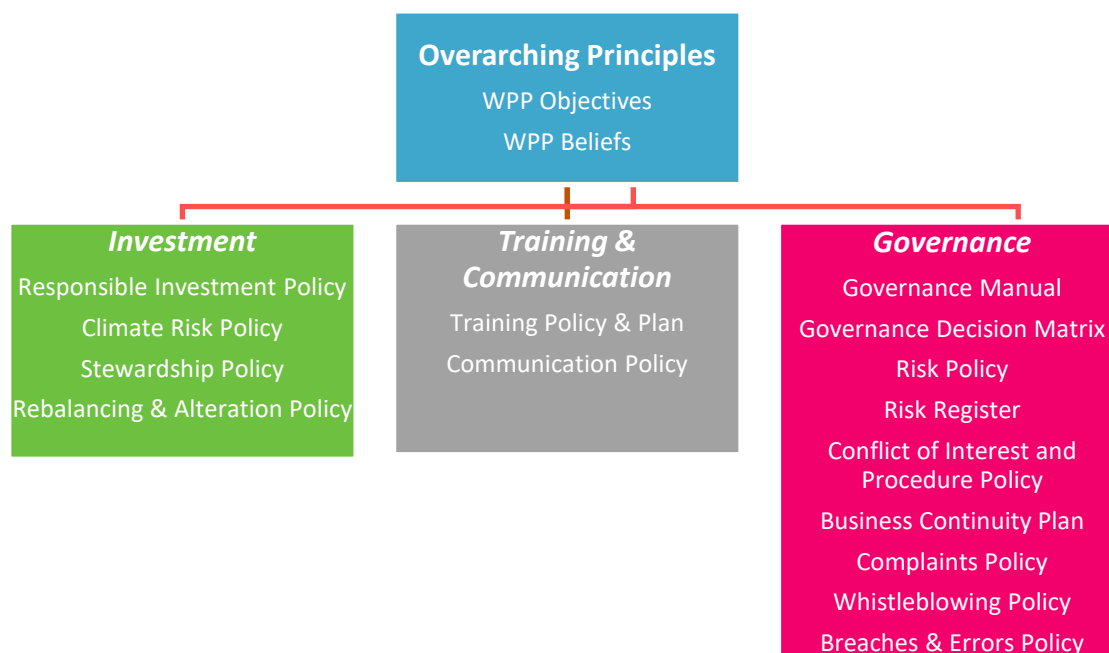 Overarching Principles
WPP Objectives
WPP Beliefs
Investment
Responsible Investment Policy
Climate Risk Policy
Stewardship Policy
Rebalancing & Alteration Policy
Training &
Communication
Training Policy & Plan
Communication Policy
Governance
Governance Manual
Governance Decision Matrix
Risk Policy
Risk Register
Conflict of Interest and
Procedure Policy
Business Continuity Plan
Complaints Policy
Whistleblowing Policy
Breaches & Errors Policy